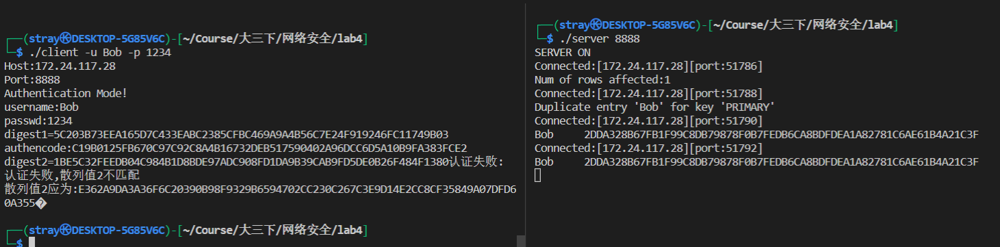 ┌──(stray㉿DESKTOP-5G85V6C)-[~/Course/大三下/网络安全/lab4]
└─$ ./client -u Bob -p 1234
Host:172.24.117.28
Port:8888
Authentication Mode!
username:Bob
passwd:1234
digest1=5C203B73EEA165D7C433EABC2385CFBC469A9A4B56C7E24F919246FC11749B03
authencode:C19B0125FB670C97C92C8A4B16732DEB517590402A96DCC6D5A10B9FA383FCE2
digest2=1BE5C32FEEDB04C984B1D8BDE97ADC908FD1DA9B39CAB9FD5DE0B26F484F1380认证失败:
认证失败,散列值2不匹配
散列值2应为:E362A9DA3A36F6C20390B98F9329B6594702CC230C267C3E9D14E2CC8CF35849A07DFD6
0A355�
┌──(stray㉿DESKTOP-5G85V6C)-[~/Course/大三下/网络安全/lab4]
└─$
┌──(stray㉿DESKTOP-5G85V6C)-[~/Course/大三下/网络安全/lab4]
└─$ ./server 8888
SERVER ON
Connected:[172.24.117.28][port:51786]
Num of rows affected:1
Connected:[172.24.117.28][port:51788]
Duplicate entry 'Bob' for key 'PRIMARY'
Connected:[172.24.117.28][port:51790]
Bob 2DDA328B67FB1F99C8DB79878F0B7FEDB6CA8BDFDEA1A82781C6AE61B4A21C3F
Connected:[172.24.117.28][port:51792]
Bob 2DDA328B67FB1F99C8DB79878F0B7FEDB6CA8BDFDEA1A82781C6AE61B4A21C3F